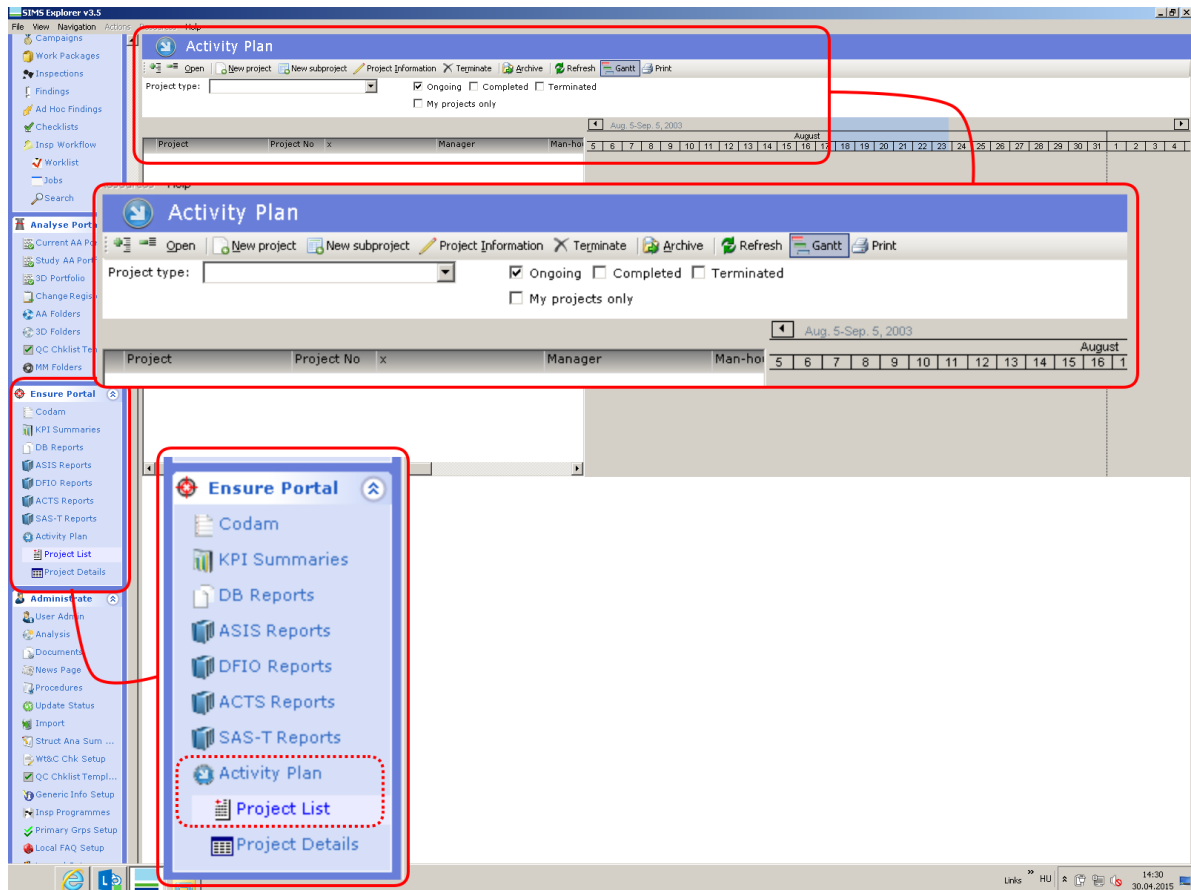 SIMS Explorer v3.5
File View Navigation Actions Resources Help
Campaigns
Work Packages
Inspections
Findings
Ad Hoc Findings
Checklists
Insp Workflow
Worklist
Jobs
Search
Analyse Port
Current AA Po
Study AA Port
3D Portfolio
Change Regis
AA Folders
3D Folders
QC Chklist Te
MM Folders
Ensure Portal
Codam
KPI Summaries
DB Reports
ASIS Reports
DFIO Reports
ACTS Reports
SAS-T Reports
Activity Plan
Project List
Project Details
Administrate
User Admin
Analysis
Documents
News Page
Procedures
Update Status
Import
Struct Ana Sum ...
Wt&C Chk Setup
QC Chklist Templ...
Generic Info Setup
Insp Programmes
Primary Grps Setup
Local FAQ Setup
Activity Plan
Open New project New subproject Project Information Terminate Archive Refresh Gantt Print
Project type: Ongoing Completed Terminated
My projects only
Aug. 5-Sep. 5, 2003
August
Project Project No x Manager Man-hou 5 6 7 8 9 10 11 12 13 14 15 16 17 18 19 20 21 22 23 24 25 26 27 28 29 30 31 1 2 3 4
Help
Activity Plan
Open New project New subproject Project Information Terminate Archive Refresh Gantt Print
Project type: Ongoing Completed Terminated
My projects only
Aug. 5-Sep. 5, 2003
August
Project Project No x Manager Man-hou 5 6 7 8 9 10 11 12 13 14 15 16 1
Ensure Portal
Codam
KPI Summaries
DB Reports
ASIS Reports
DFIO Reports
ACTS Reports
SAS-T Reports
Activity Plan
Project List
Project Details
Links » HU 14:30
30.04.2015